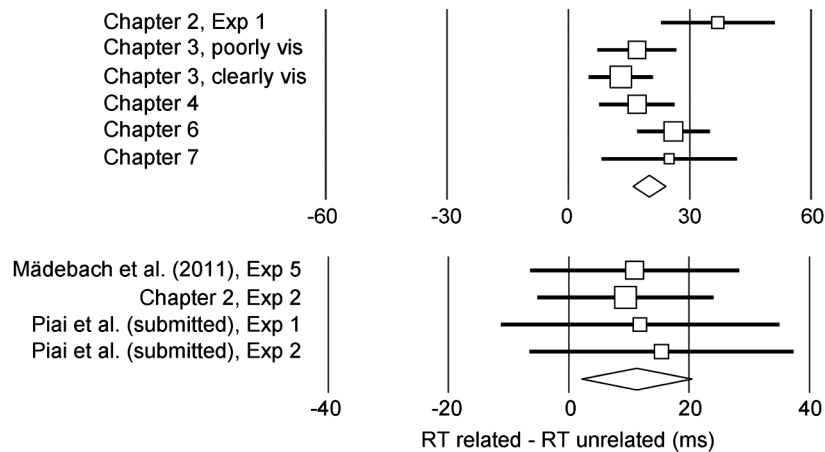 Chapter 2, Exp 1
Chapter 3, poorly vis
Chapter 3, clearly vis
Chapter 4
Chapter 6
Chapter 7
-60 -30 0 30 60
Mädebach et al. (2011), Exp 5
Chapter 2, Exp 2
Piai et al. (submitted), Exp 1
Piai et al. (submitted), Exp 2
-40 -20 0 20 40
RT related - RT unrelated (ms)